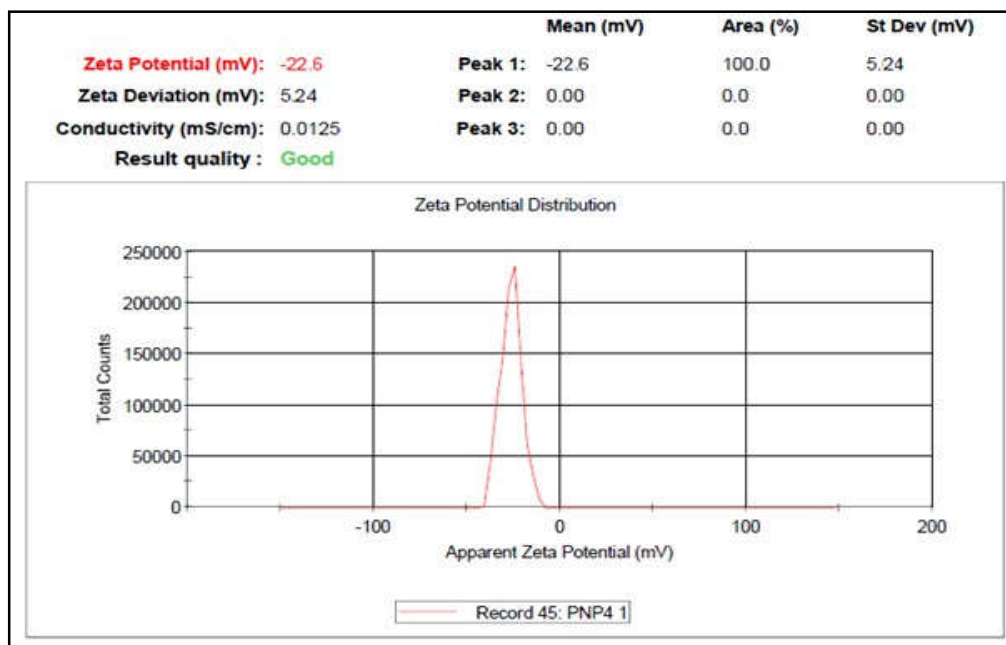 Mean (mV) Area (%) St Dev (mV)
Zeta Potential (mV): -22.6 Peak 1: -22.6 100.0 5.24
Zeta Deviation (mV): 5.24 Peak 2: 0.00 0.0 0.00
Conductivity (mS/cm): 0.0125 Peak 3: 0.00 0.0 0.00
Result quality : Good
Zeta Potential Distribution
250000
200000
150000
100000
50000
0
Total Counts
-100 0 100 200
Apparent Zeta Potential (mV)
Record 45: PNP4 1